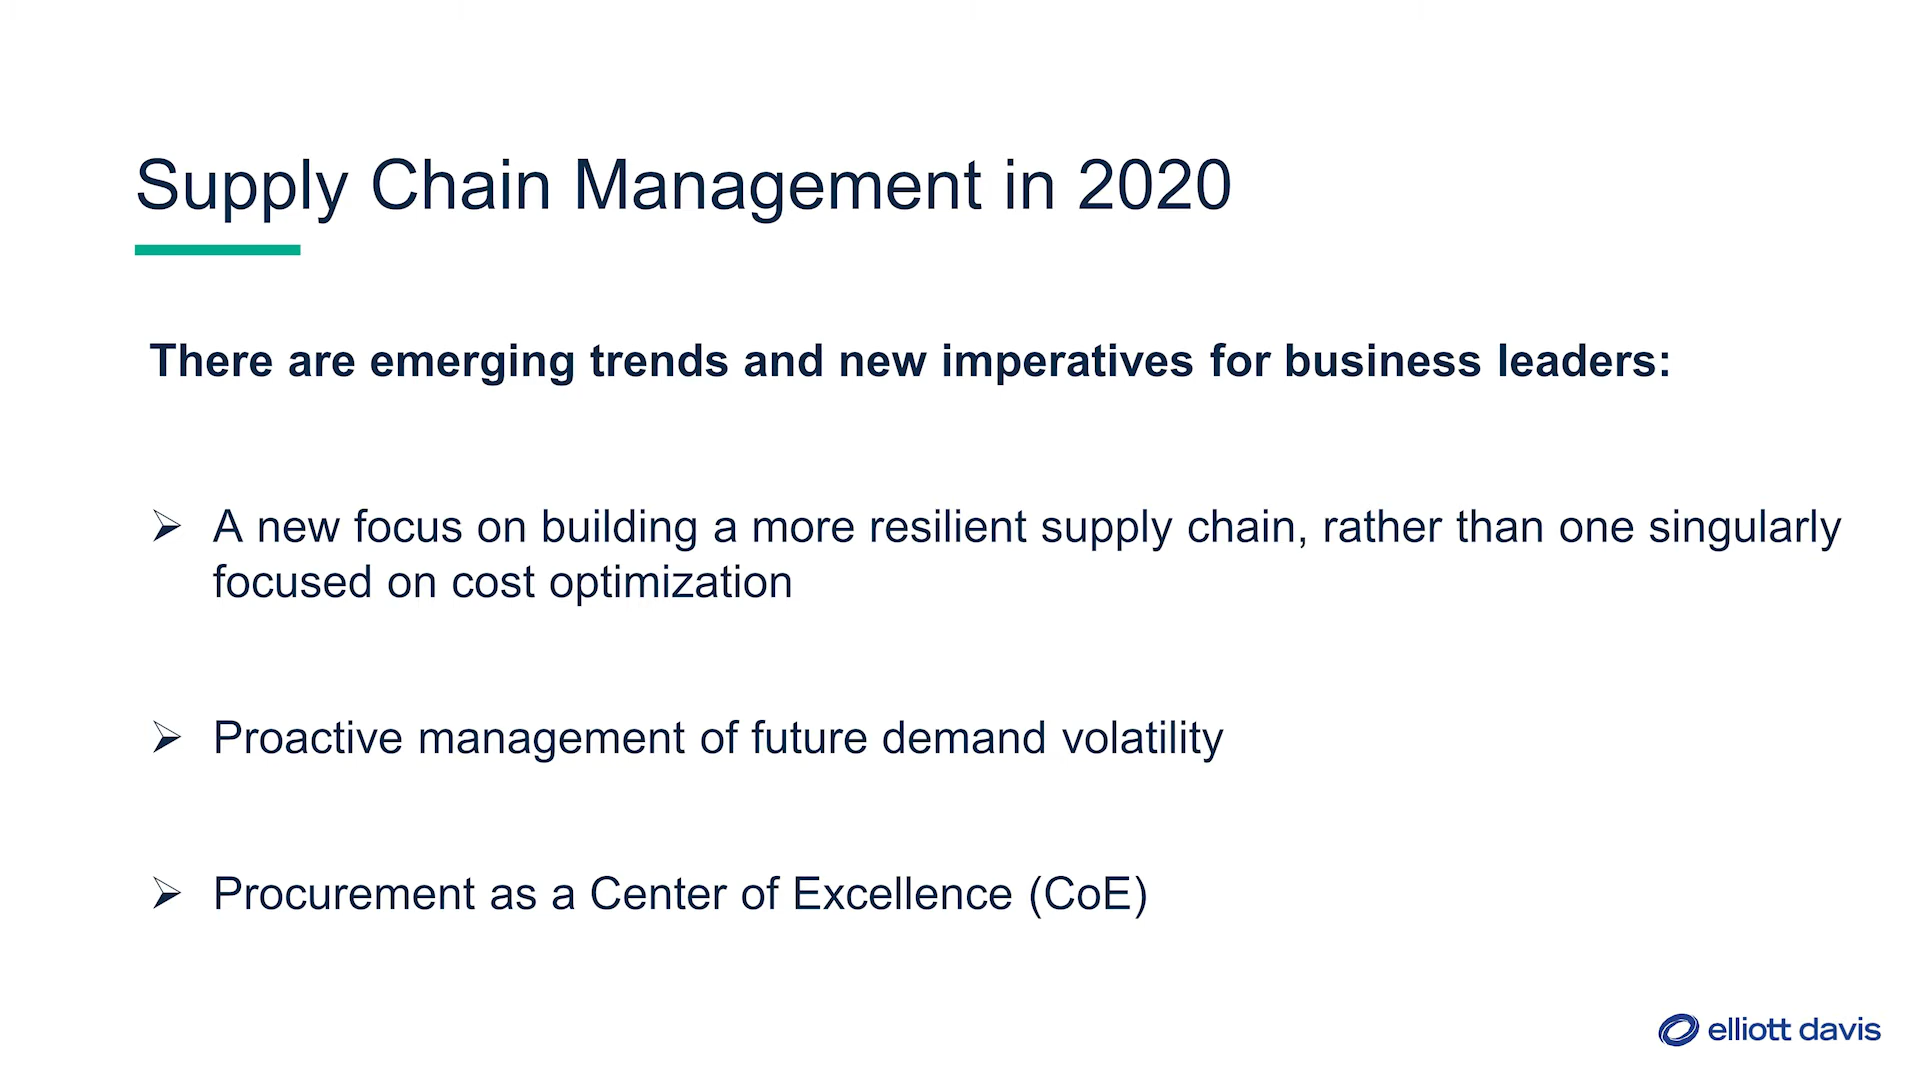 Supply Chain Management in 2020
There are emerging trends and new imperatives for business leaders:
➢ A new focus on building a more resilient supply chain, rather than one singularly
focused on cost optimization
➢ Proactive management of future demand volatility
➢ Procurement as a Center of Excellence (CoE)
elliott davis